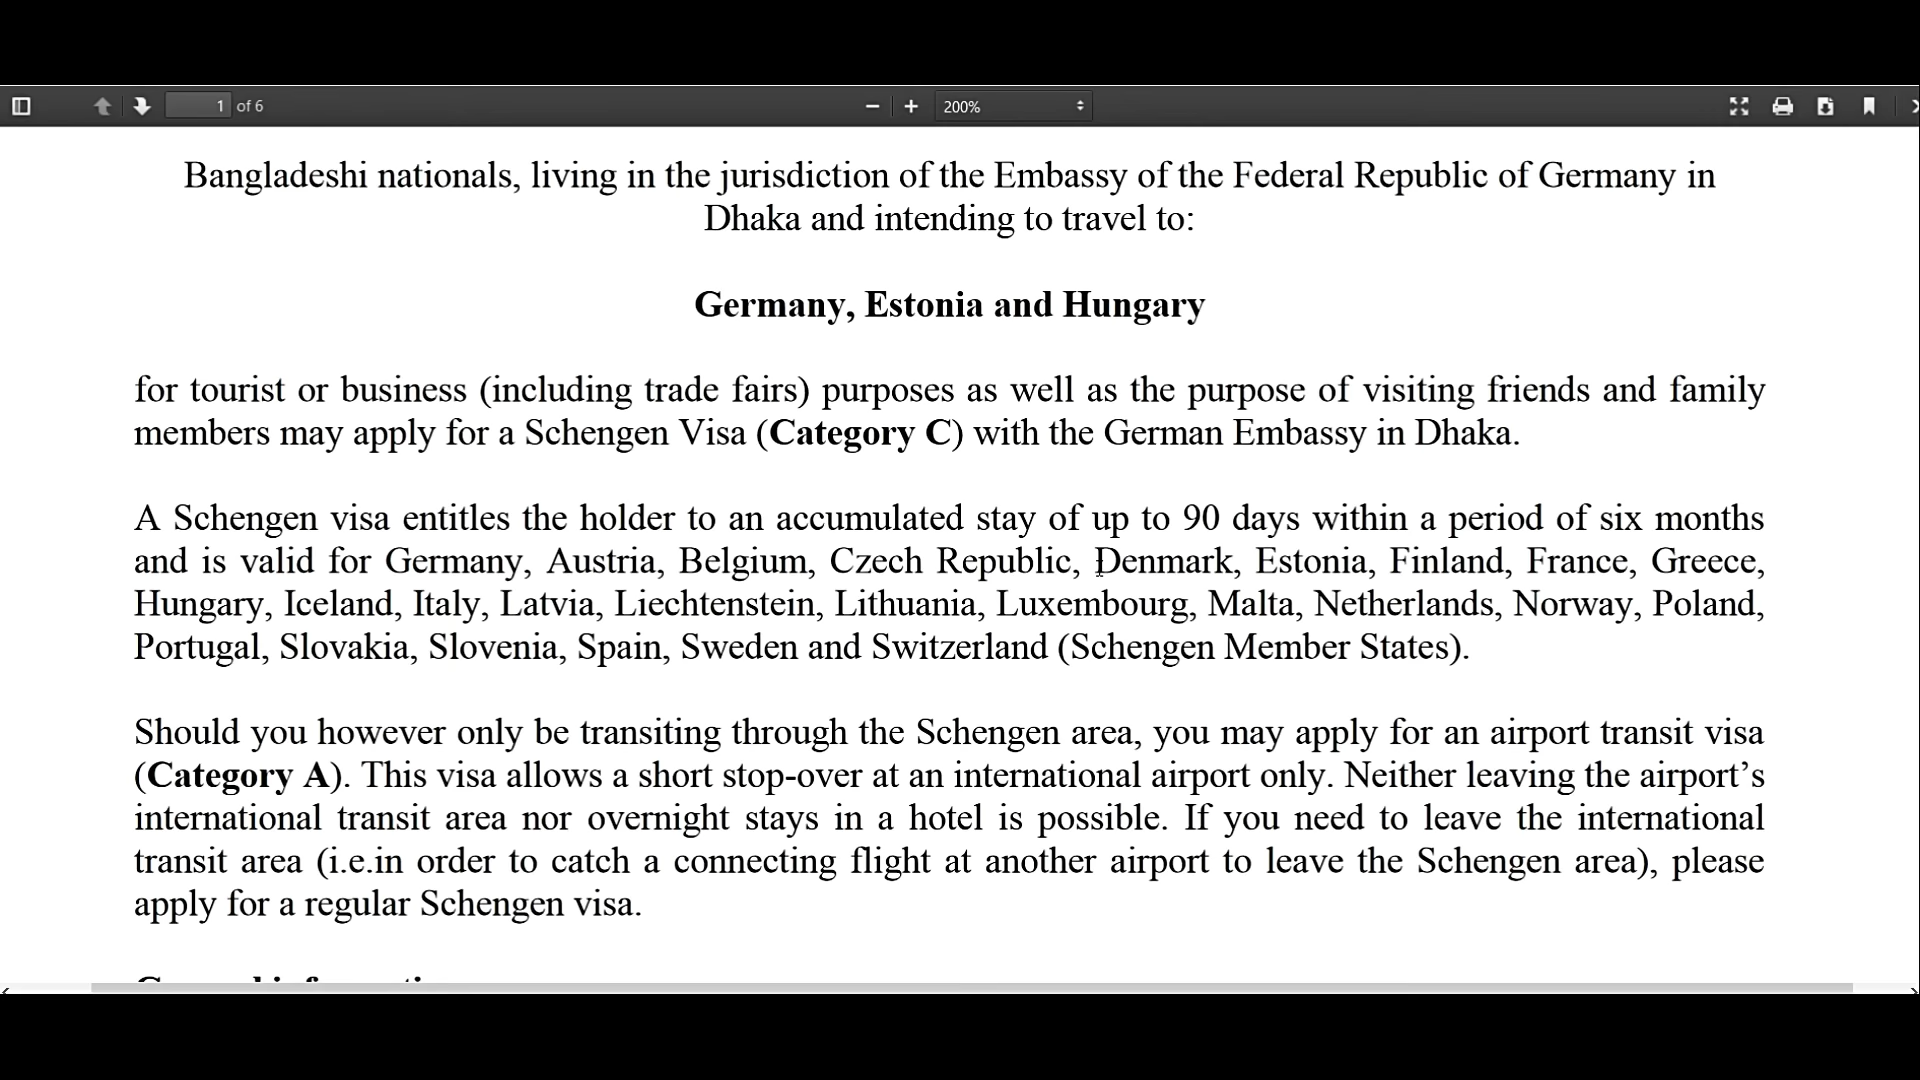 1 of 6
200%
Bangladeshi nationals, living in the jurisdiction of the Embassy of the Federal Republic of Germany in
Dhaka and intending to travel to:
Germany, Estonia and Hungary
for tourist or business (including trade fairs) purposes as well as the purpose of visiting friends and family
members may apply for a Schengen Visa (Category C) with the German Embassy in Dhaka.
A Schengen visa entitles the holder to an accumulated stay of up to 90 days within a period of six months
and is valid for Germany, Austria, Belgium, Czech Republic, Denmark, Estonia, Finland, France, Greece,
Hungary, Iceland, Italy, Latvia, Liechtenstein, Lithuania, Luxembourg, Malta, Netherlands, Norway, Poland,
Portugal, Slovakia, Slovenia, Spain, Sweden and Switzerland (Schengen Member States).
Should you however only be transiting through the Schengen area, you may apply for an airport transit visa
(Category A). This visa allows a short stop-over at an international airport only. Neither leaving the airport’s
international transit area nor overnight stays in a hotel is possible. If you need to leave the international
transit area (i.e.in order to catch a connecting flight at another airport to leave the Schengen area), please
apply for a regular Schengen visa.